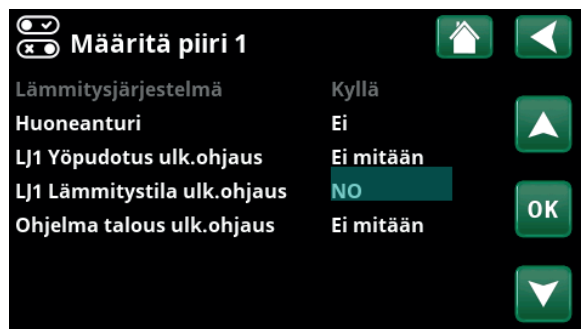 Määritä piiri 1
Lämmitysjärjestelmä Kyllä
Huoneanturi Ei
LJ1 Yöpudotus ulk.ohjaus Ei mitään
LJ1 Lämmitystila ulk.ohjaus NO
Ohjelma talous ulk.ohjaus Ei mitään
OK